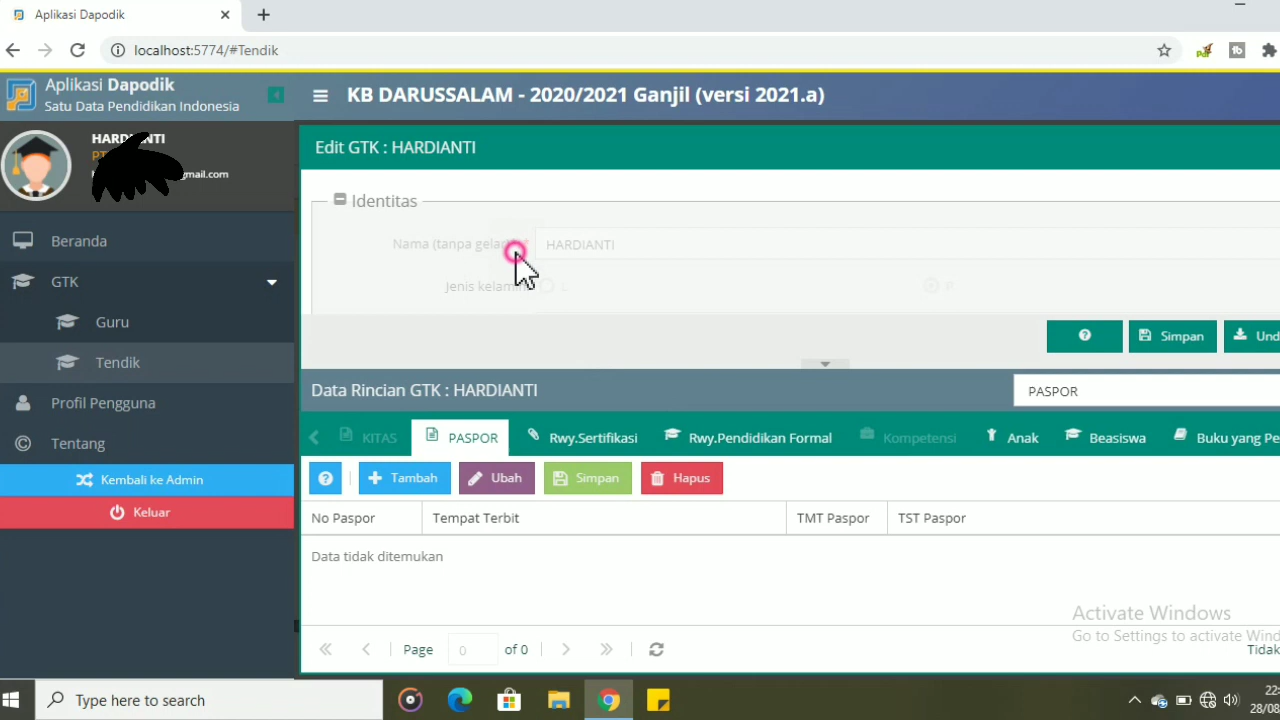 Aplikasi Dapodik
localhost:5774/#Tendik
Aplikasi Dapodik
Satu Data Pendidikan Indonesia
KB DARUSSALAM - 2020/2021 Ganjil (versi 2021.a)
HARDIANTI
gmail.com
Edit GTK : HARDIANTI
Identitas
Nama (tanpa gelar)
HARDIANTI
Jenis kelamin
L
P
Beranda
GTK
Guru
Tendik
Profil Pengguna
Tentang
Kembali ke Admin
Keluar
Simpan
Data Rincian GTK : HARDIANTI
PASPOR
KITAS
PASPOR
Rwy.Sertifikasi
Rwy.Pendidikan Formal
Kompetensi
Anak
Beasiswa
Buku yang
Tambah
Ubah
Simpan
Hapus
No Paspor
Tempat Terbit
TMT Paspor
TST Paspor
Data tidak ditemukan
Activate Windows
Go to Settings to activate
Page
0
of 0
Type here to search